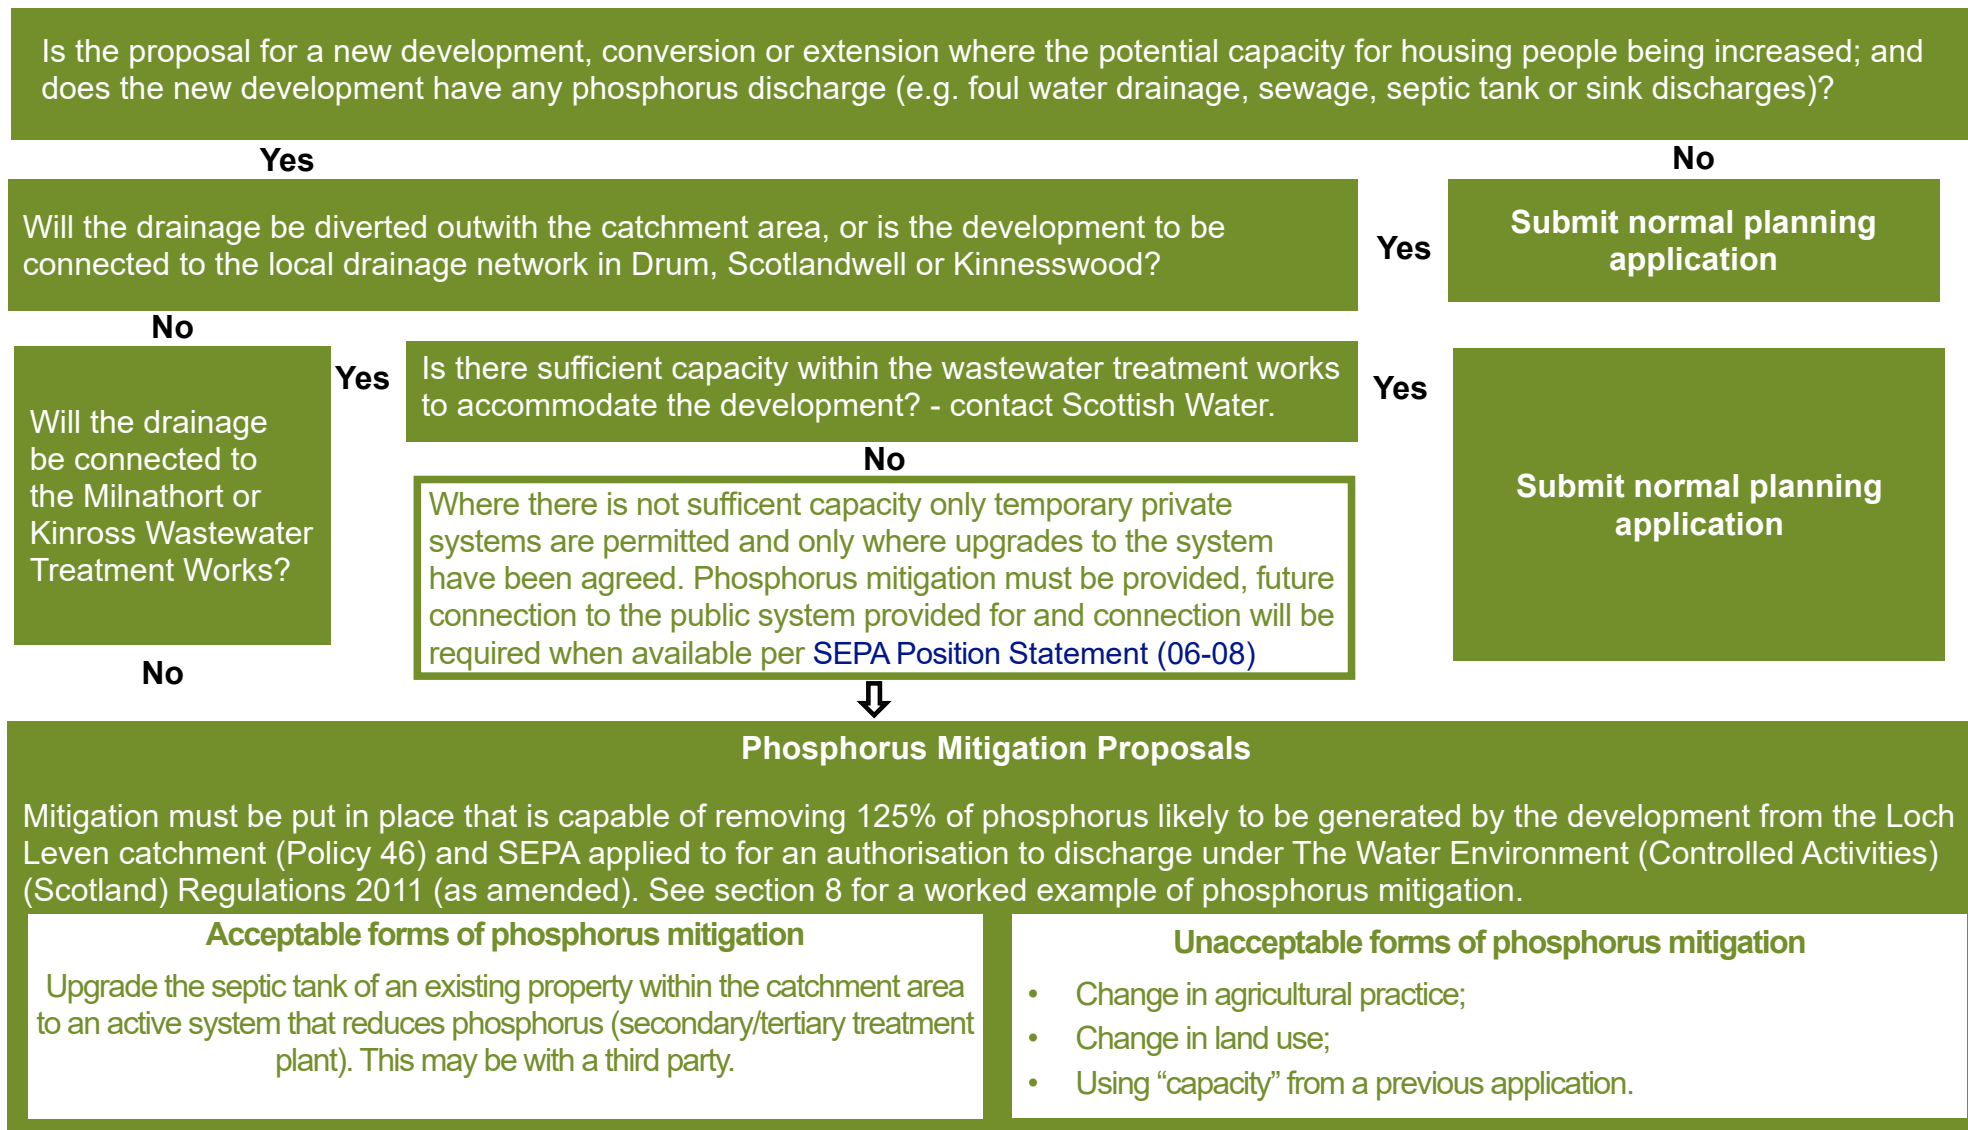 Is the proposal for a new development, conversion or extension where the potential capacity for housing people being increased; and
does the new development have any phosphorus discharge (e.g. foul water drainage, sewage, septic tank or sink discharges)?
Yes
No
Will the drainage be diverted outwith the catchment area, or is the development to be
connected to the local drainage network in Drum, Scotlandwell or Kinnesswood?
Yes
Submit normal planning
application
No
Will the drainage
be connected to
the Milnathort or
Kinross Wastewater
Treatment Works?
Yes
Is there sufficient capacity within the wastewater treatment works
to accommodate the development? - contact Scottish Water.
Yes
Submit normal planning
application
No
Where there is not sufficent capacity only temporary private
systems are permitted and only where upgrades to the system
have been agreed. Phosphorus mitigation must be provided, future
connection to the public system provided for and connection will be
required when available per SEPA Position Statement (06-08)
No
Phosphorus Mitigation Proposals
Mitigation must be put in place that is capable of removing 125% of phosphorus likely to be generated by the development from the Loch
Leven catchment (Policy 46) and SEPA applied to for an authorisation to discharge under The Water Environment (Controlled Activities)
(Scotland) Regulations 2011 (as amended). See section 8 for a worked example of phosphorus mitigation.
Acceptable forms of phosphorus mitigation
Upgrade the septic tank of an existing property within the catchment area
to an active system that reduces phosphorus (secondary/tertiary treatment
plant). This may be with a third party.
Unacceptable forms of phosphorus mitigation
• Change in agricultural practice;
• Change in land use;
• Using “capacity” from a previous application.